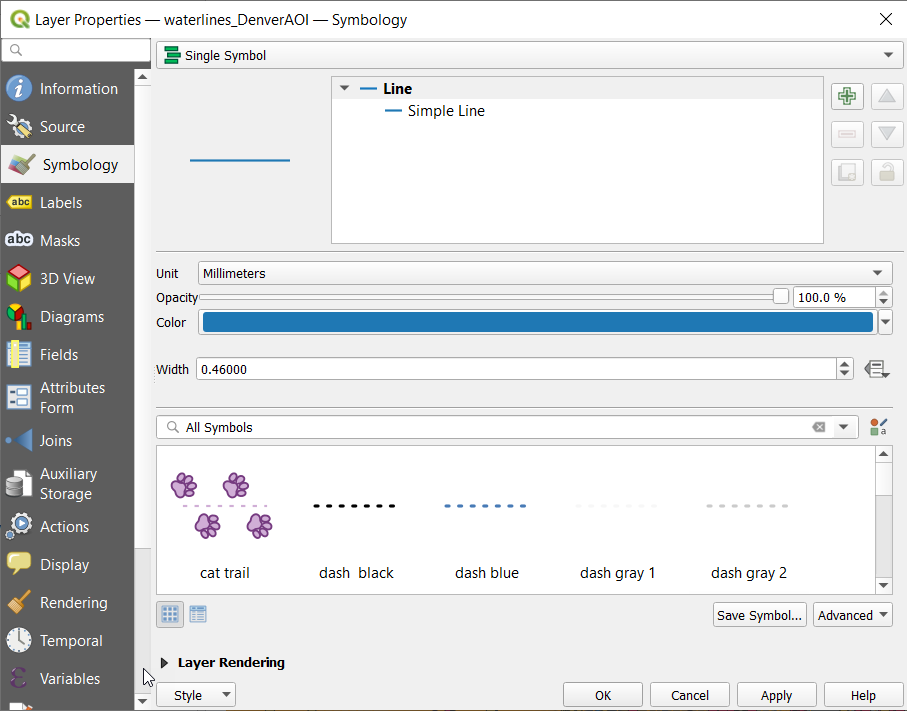 Layer Properties — waterlines_DenverAOI — Symbology
Single Symbol
Information
Source
Symbology
abc Labels
abc Masks
3D View
Diagrams
Fields
Attributes
Form
Joins
Auxiliary
Storage
Actions
Display
Rendering
Temporal
Variables
Line
Simple Line
Unit Millimeters
Opacity 100.0 %
Color
Width 0.46000
All Symbols
a
cat trail dash  black dash blue dash gray 1 dash gray 2
Save Symbol... Advanced
Layer Rendering
Style OK Cancel Apply Help